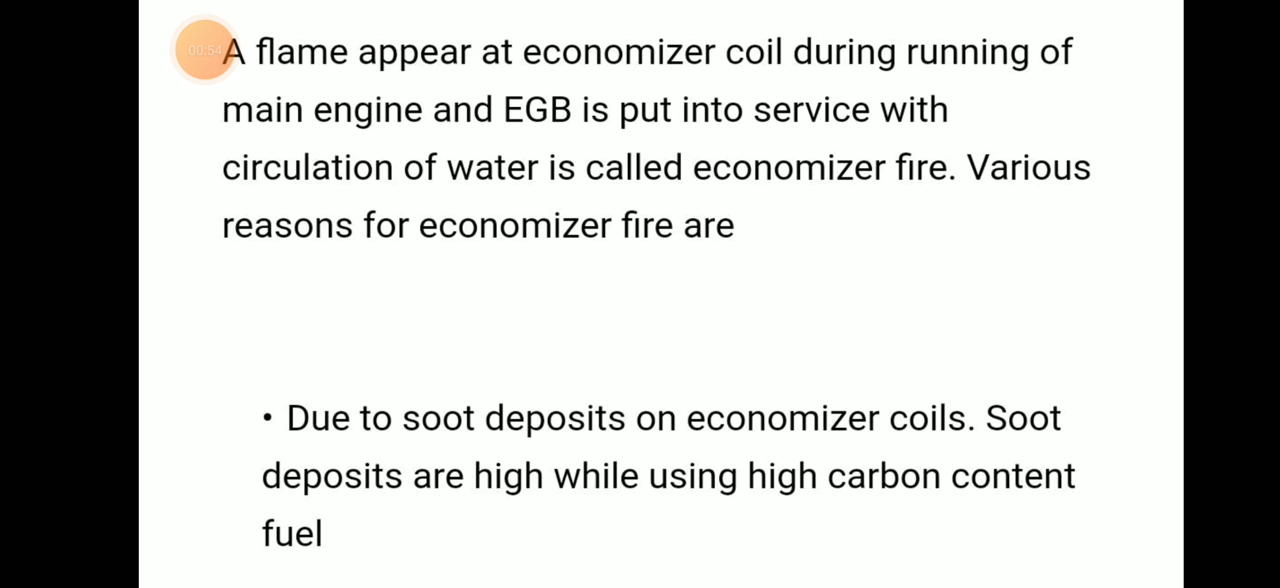 00:54
A flame appear at economizer coil during running of
main engine and EGB is put into service with
circulation of water is called economizer fire. Various
reasons for economizer fire are
• Due to soot deposits on economizer coils. Soot
deposits are high while using high carbon content
fuel